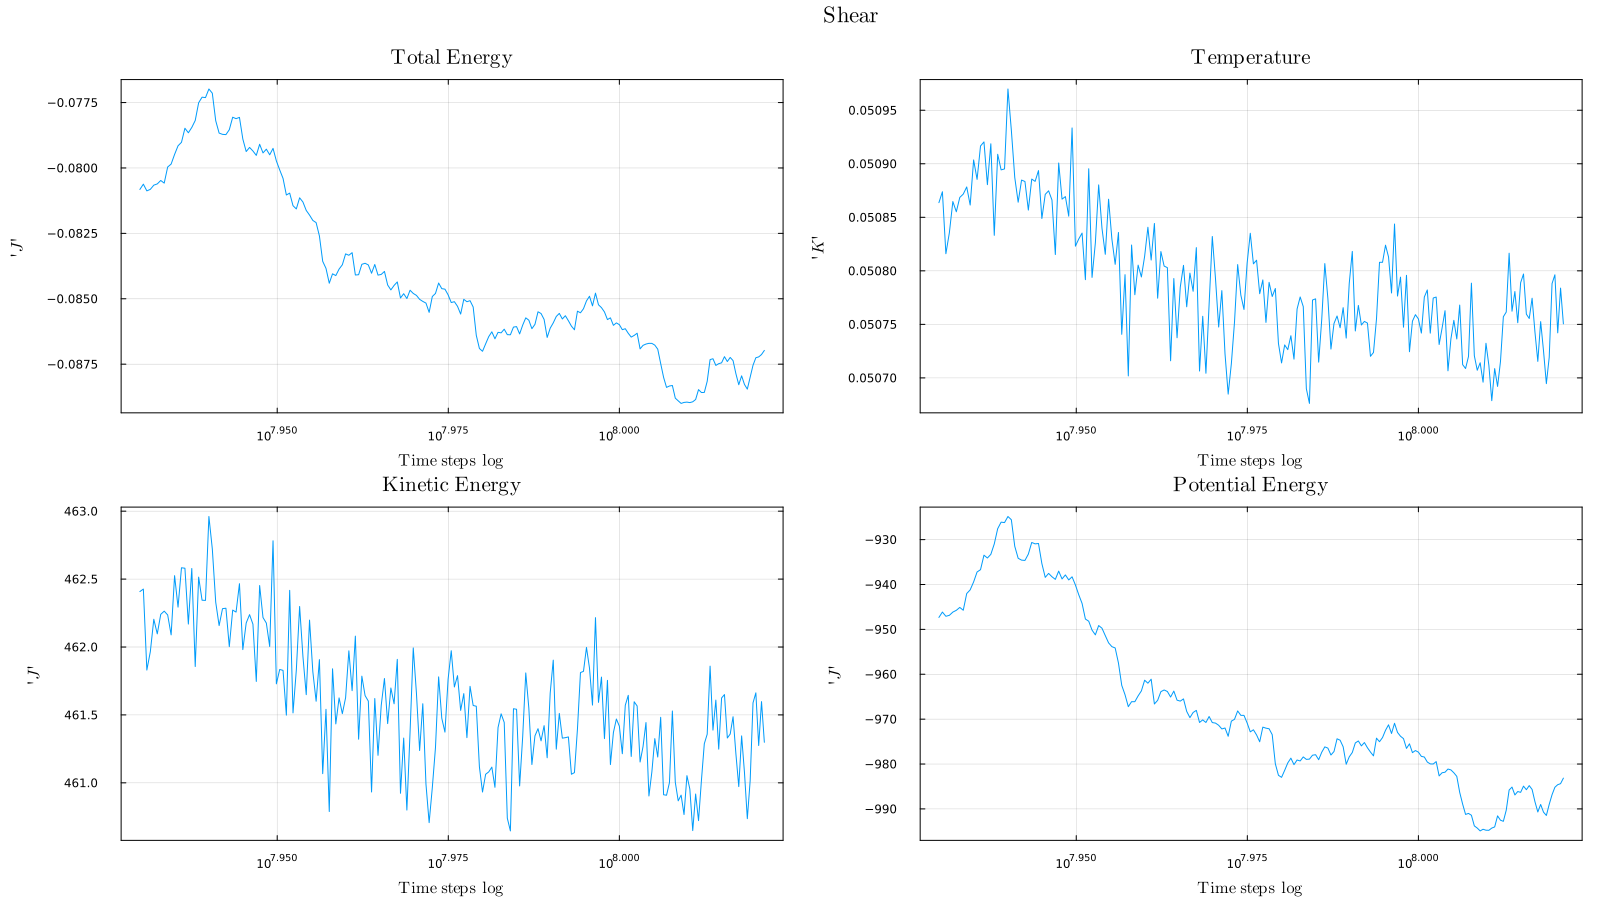 Shear
Total Energy
−0.0775
−0.0800
−0.0825
−0.0850
−0.0875
'J'
10^7.950 10^7.975 10^8.000
Time steps log
Temperature
0.05095
0.05090
0.05085
0.05080
0.05075
0.05070
'K'
10^7.950 10^7.975 10^8.000
Time steps log
Kinetic Energy
463.0
462.5
462.0
461.5
461.0
'J'
10^7.950 10^7.975 10^8.000
Time steps log
Potential Energy
−930
−940
−950
−960
−970
−980
−990
'J'
10^7.950 10^7.975 10^8.000
Time steps log